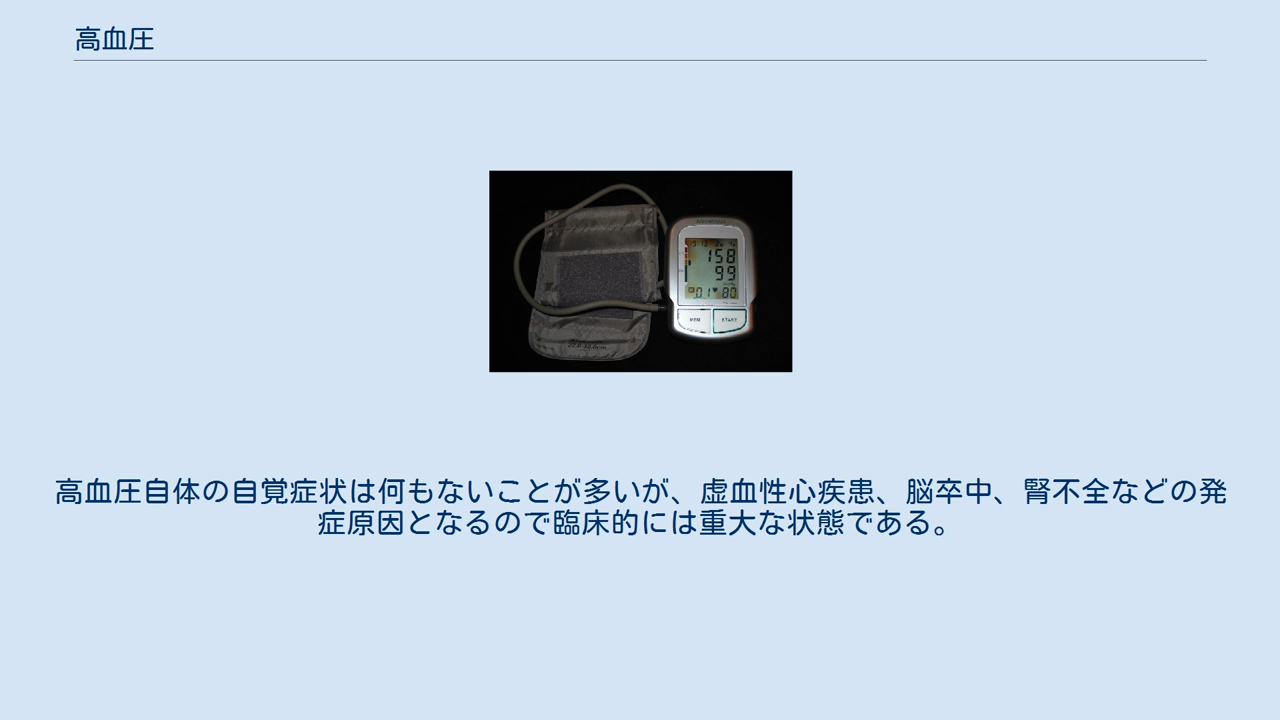 高血圧
158
99
01 80
MEM START
高血圧自体の自覚症状は何もないことが多いが、虚血性心疾患、脳卒中、腎不全などの発
症原因となるので臨床的には重大な状態である。